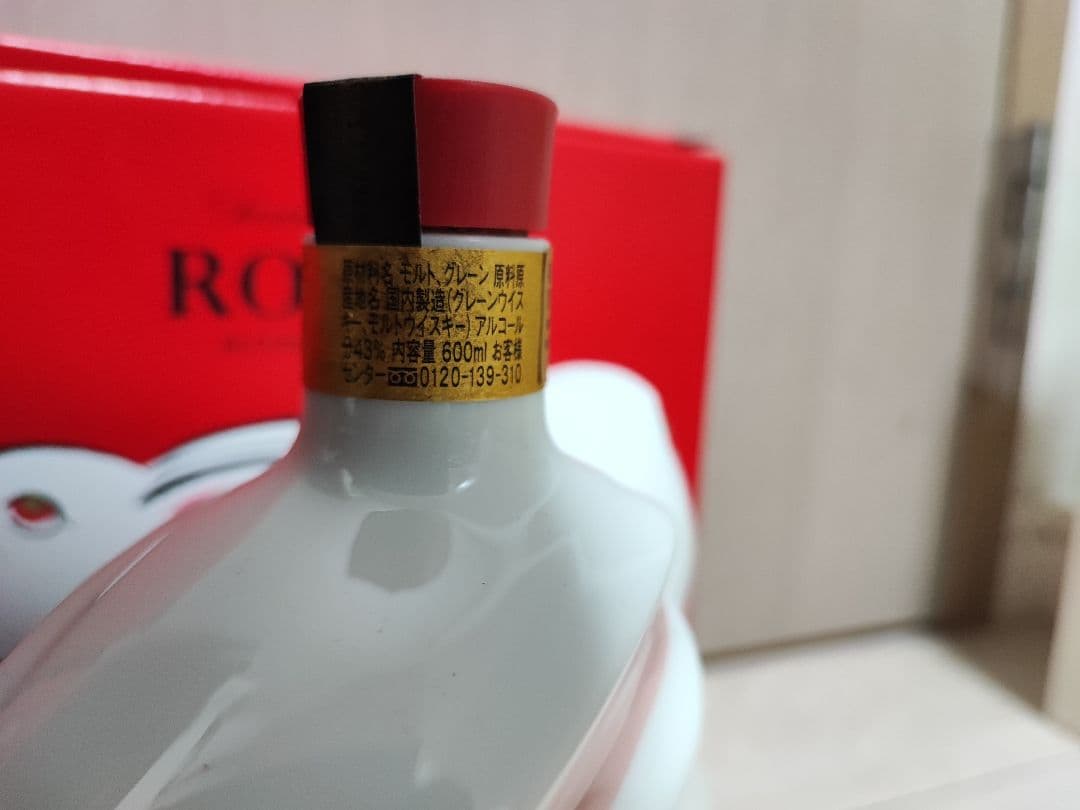 RO
原材料名 モルト、グレーン 原料原
産地名 国内製造(グレーンウイス
キー、モルトウイスキー) アルコール
分43% 内容量 600ml お客様
センター 0120-139-310